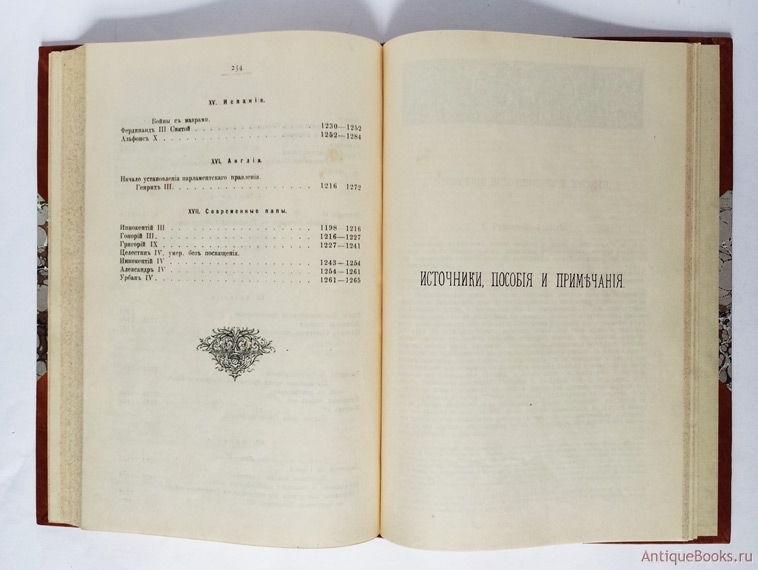 254
XV. Испанія.
Войны съ маврами.
Фердинандъ III Святой . . . . . . . . . . . . . . 1230—1252
Альфонсъ X . . . . . . . . . . . . . . . . . . 1252—1284
XVI. Англія.
Начало установленія парламентскаго правленія.
Генрихъ III. . . . . . . . . . . . . . . . . . 1216 1272
XVII. Современные папы.
Иннокентій III . . . . . . . . . . . . . . . . . 1198 1216
Гонорій III. . . . . . . . . . . . . . . . . . . 1216—1227
Григорій IX . . . . . . . . . . . . . . . . . . 1227—1241
Целестинъ IV, умер. безъ посвященія.
Иннокентій IV . . . . . . . . . . . . . . . . . 1243—1254
Александръ IV . . . . . . . . . . . . . . . . . 1254—1261
Урбанъ IV . . . . . . . . . . . . . . . . . . . 1261—1265
ИСТОЧНИКИ, ПОСОБІЯ И ПРИМѢЧАНІЯ.
AntiqueBooks.ru